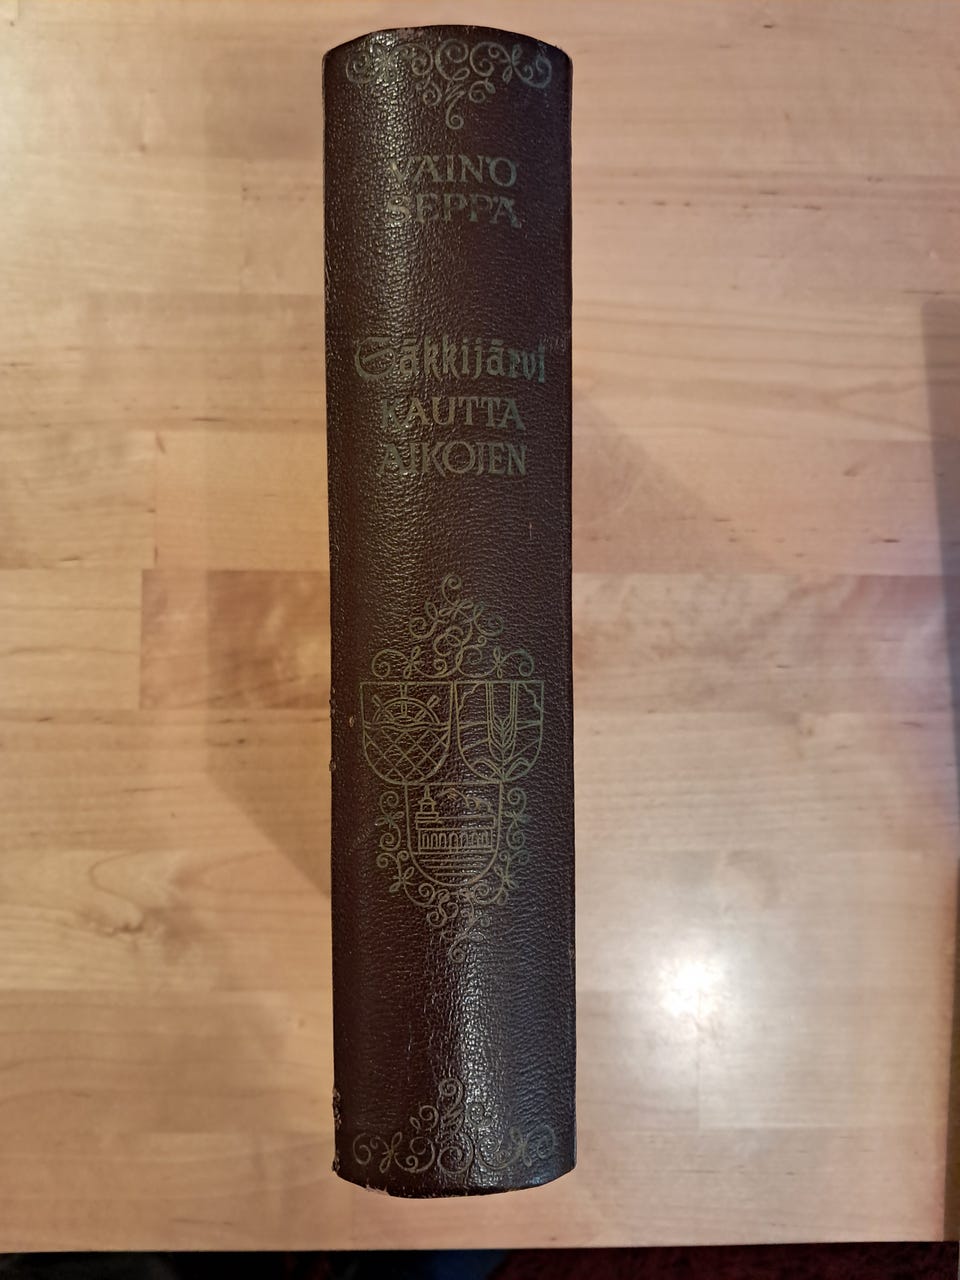 VÄINÖ
SEPPÄ
Säkkijärvi
KAUTTA
AIKOJEN